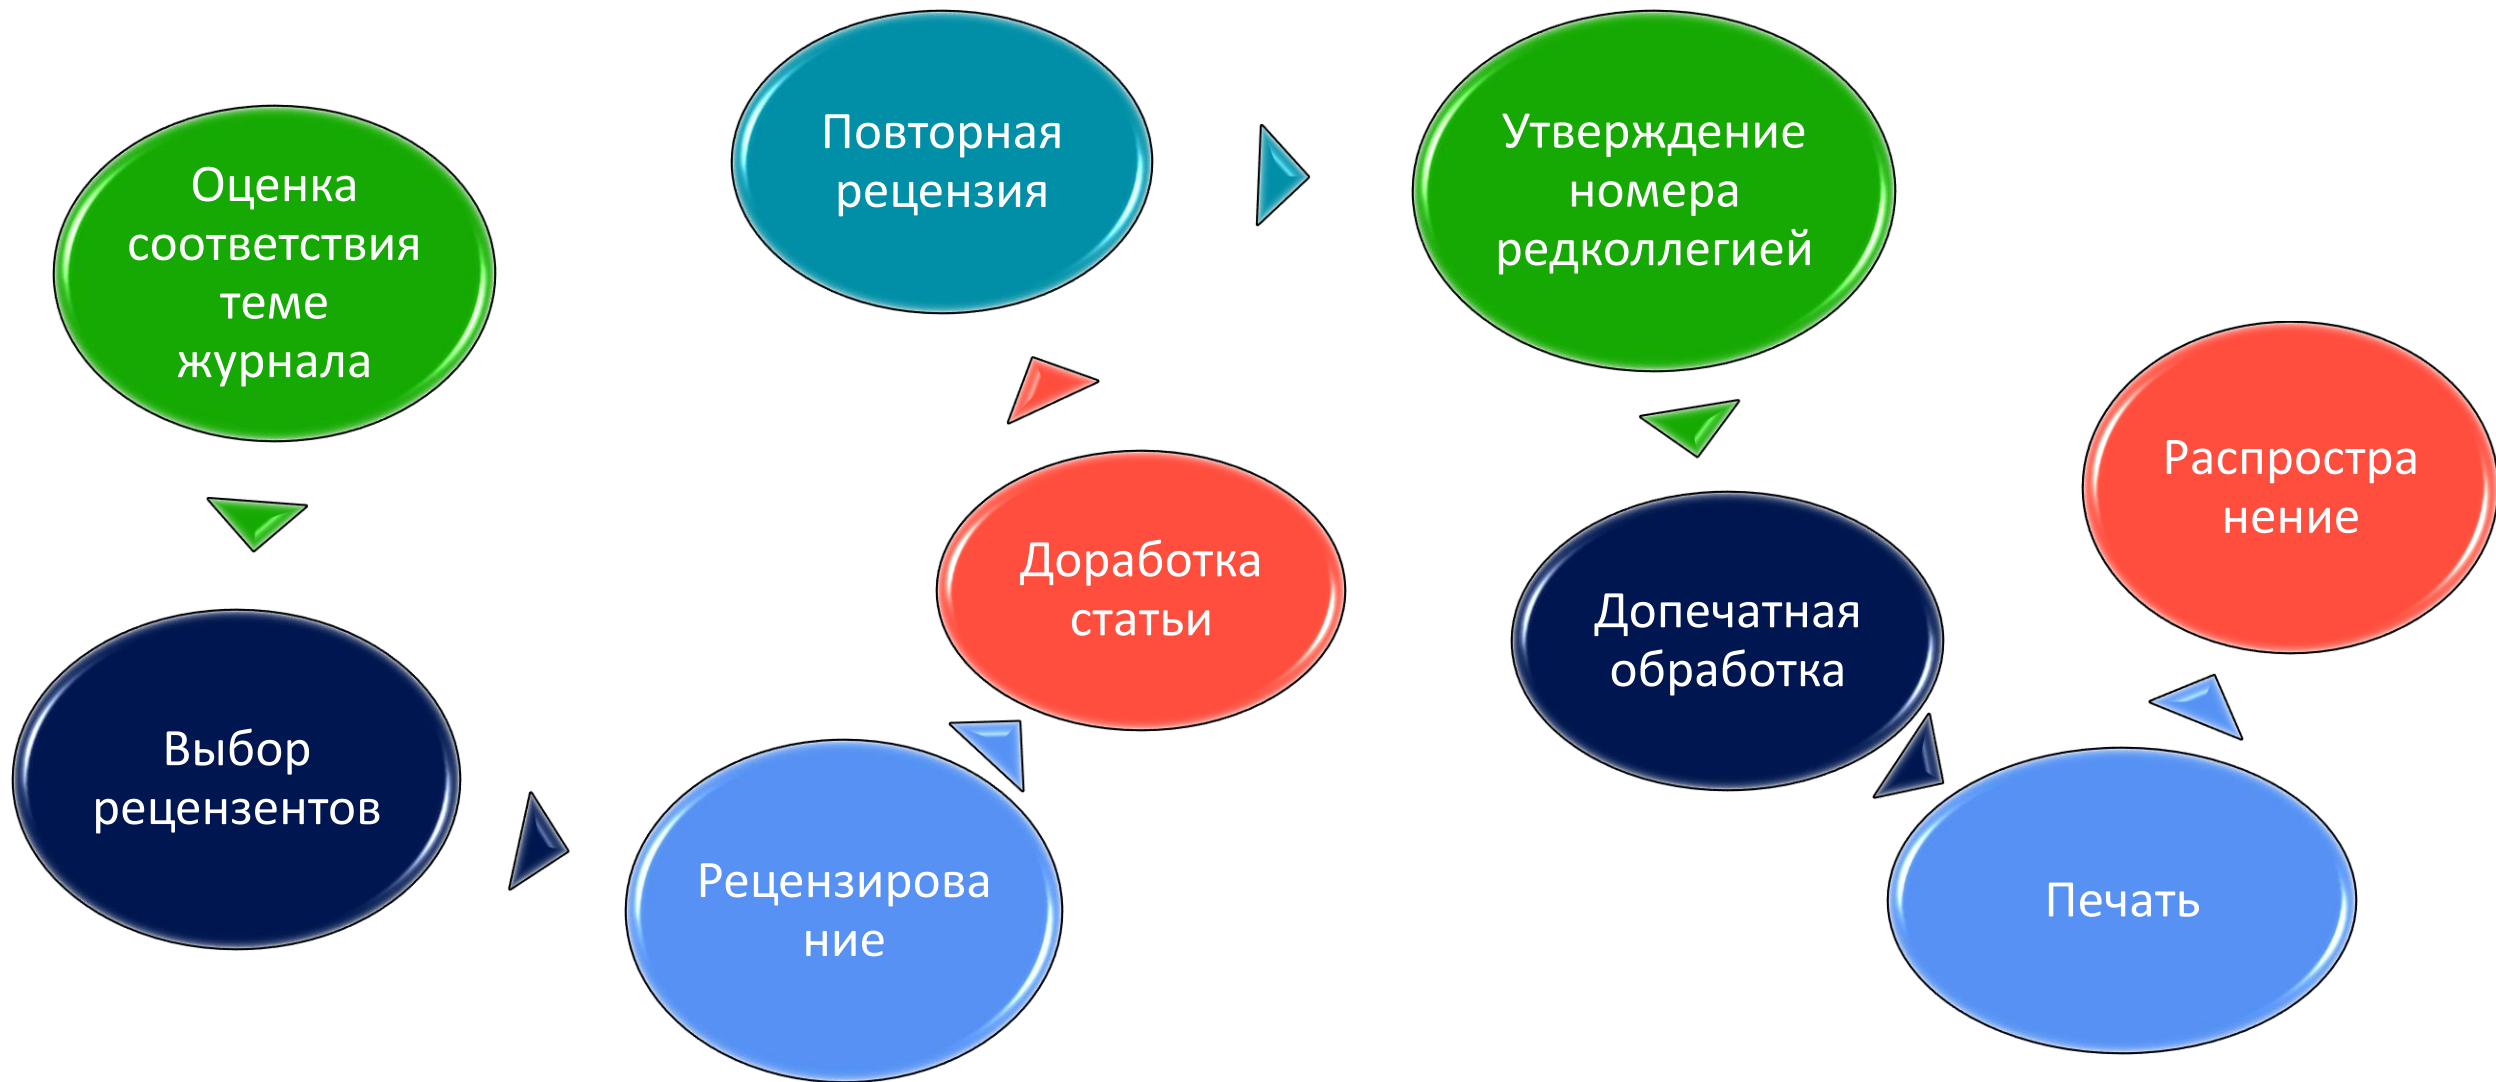 Оценка
соответствия
теме
журнала
Выбор
рецензентов
Рецензирова
ние
Доработка
статьи
Повторная
рецензия
Утверждение
номера
редколлегией
Допечатная
обработка
Печать
Распростра
нение